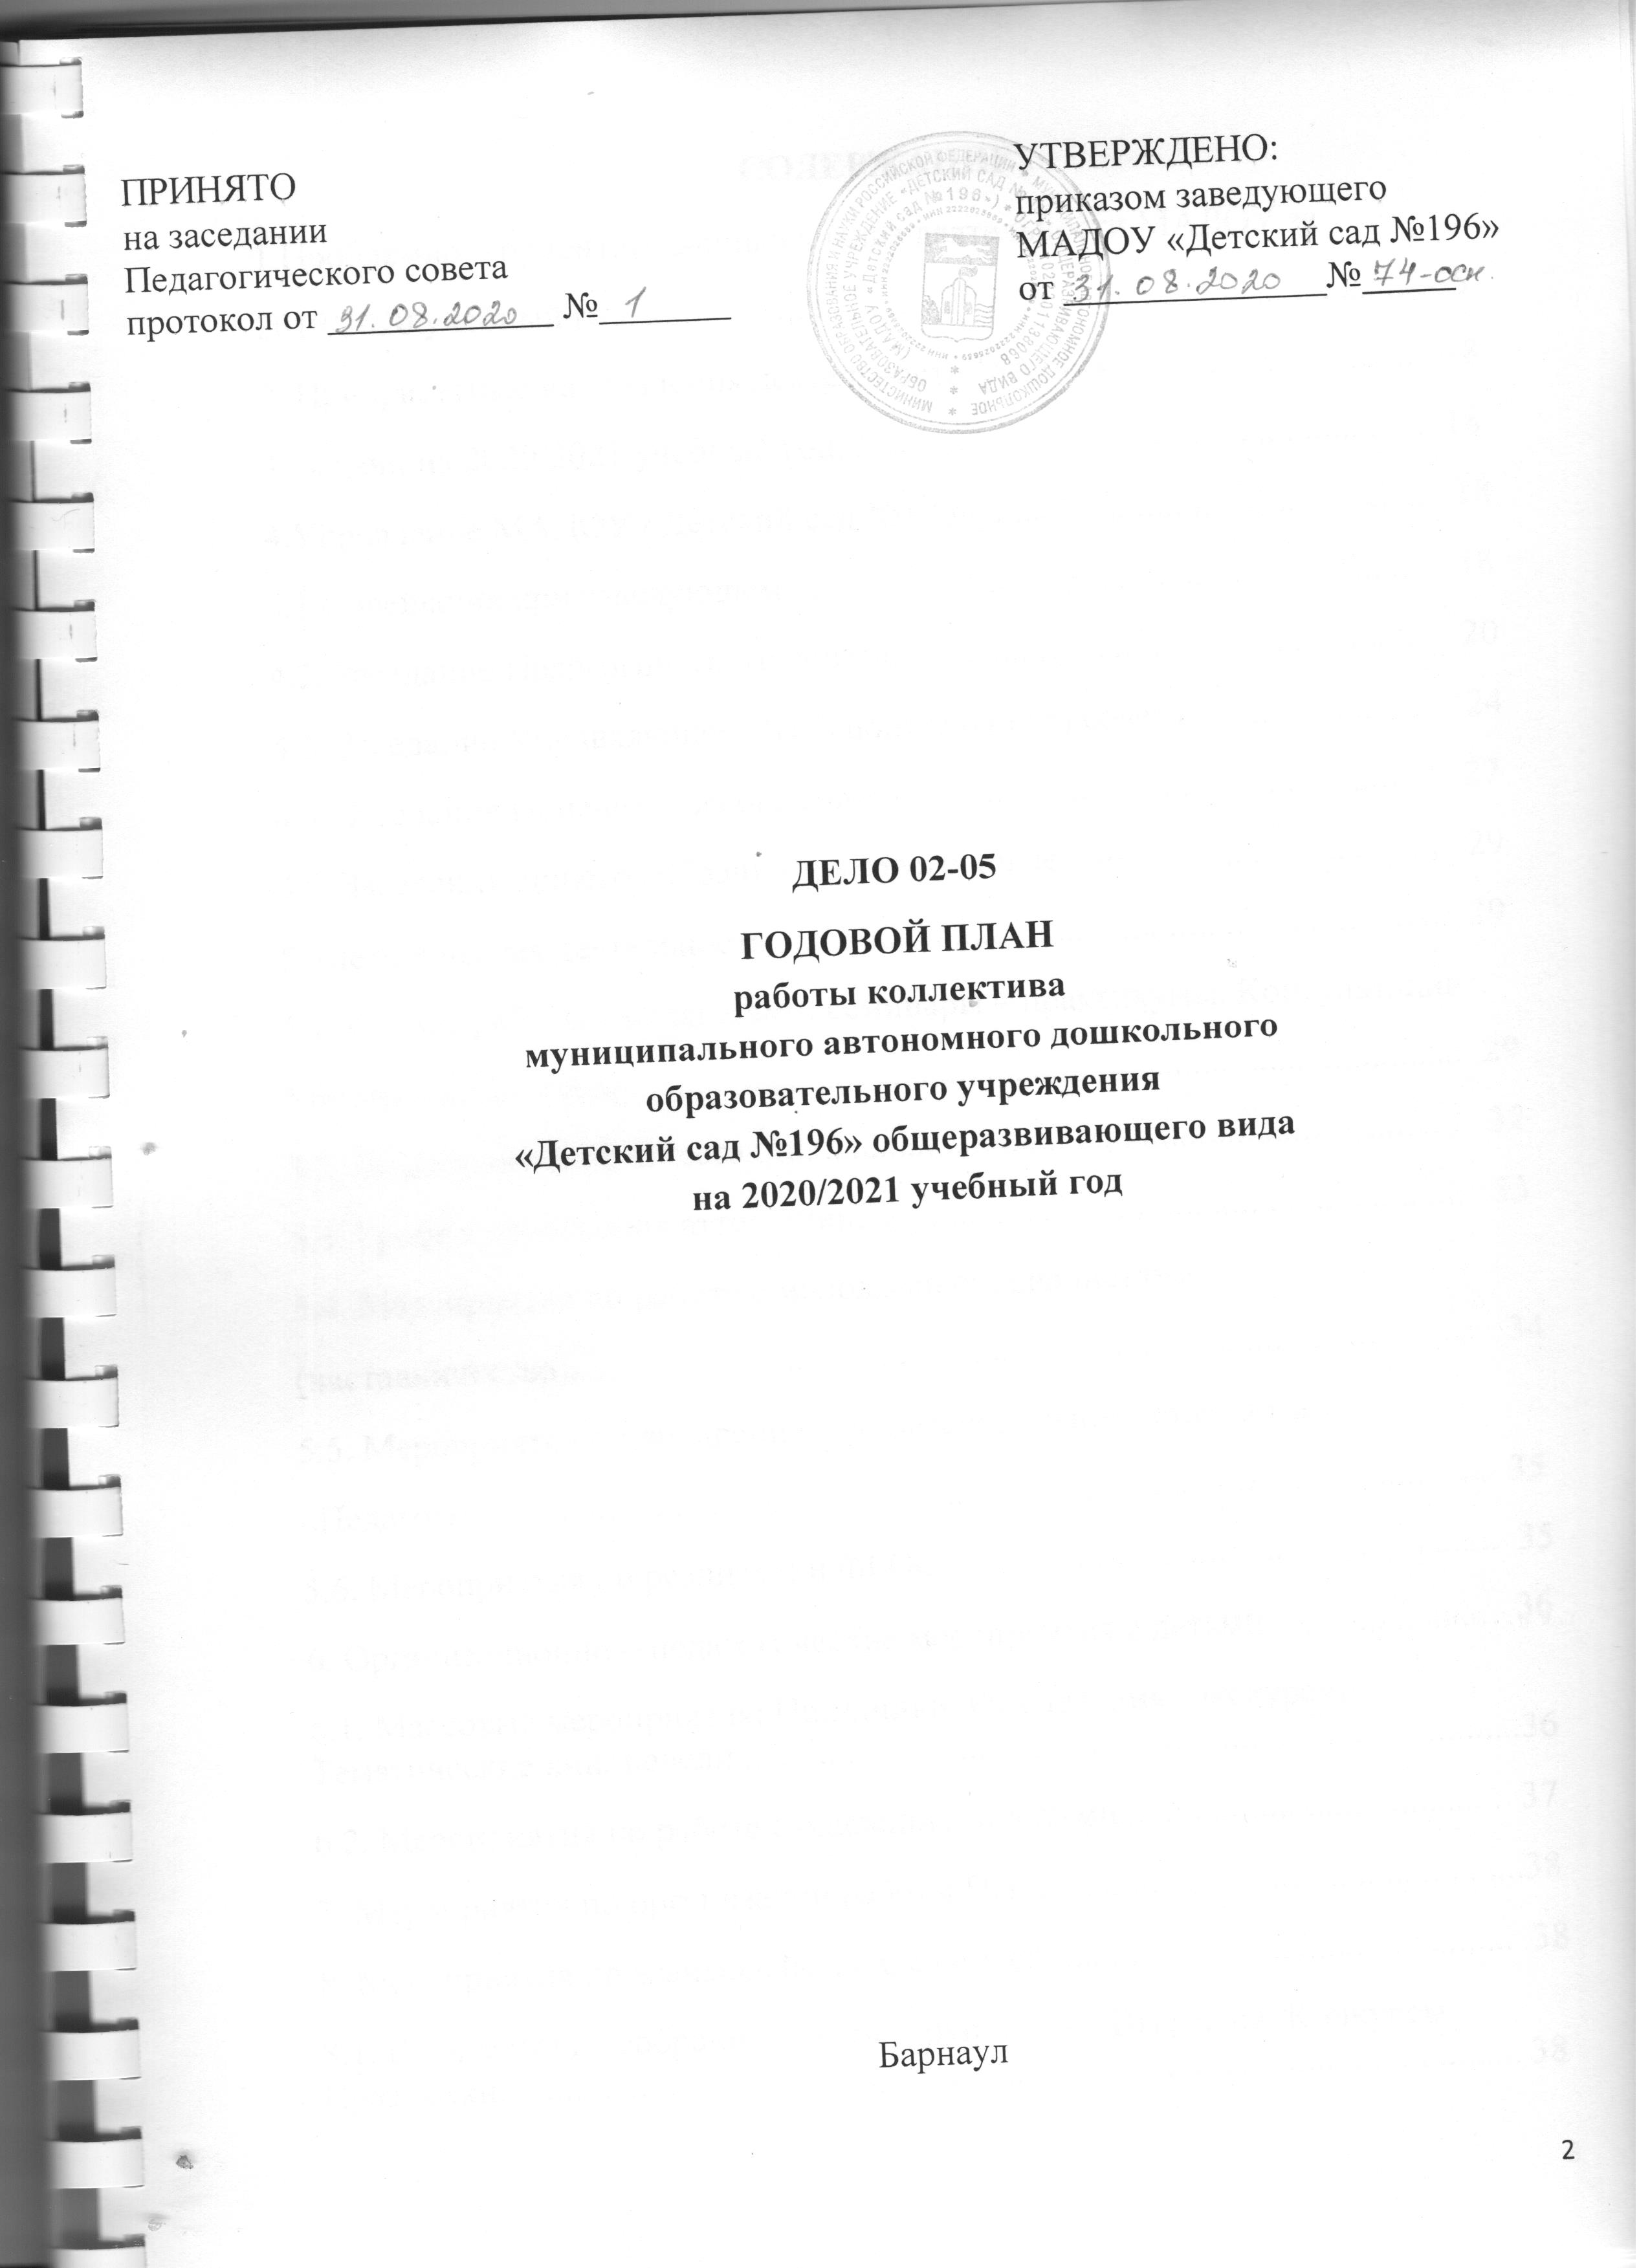 ПРИНЯТО
на заседании
Педагогического совета
протокол от 31.08.2020 № 1
УТВЕРЖДЕНО:
приказом заведующего
МАДОУ «Детский сад №196»
от 31.08.2020 № 74-осн.
ДЕЛО 02-05
ГОДОВОЙ ПЛАН
работы коллектива
муниципального автономного дошкольного
образовательного учреждения
«Детский сад №196» общеразвивающего вида
на 2020/2021 учебный год
Барнаул
2